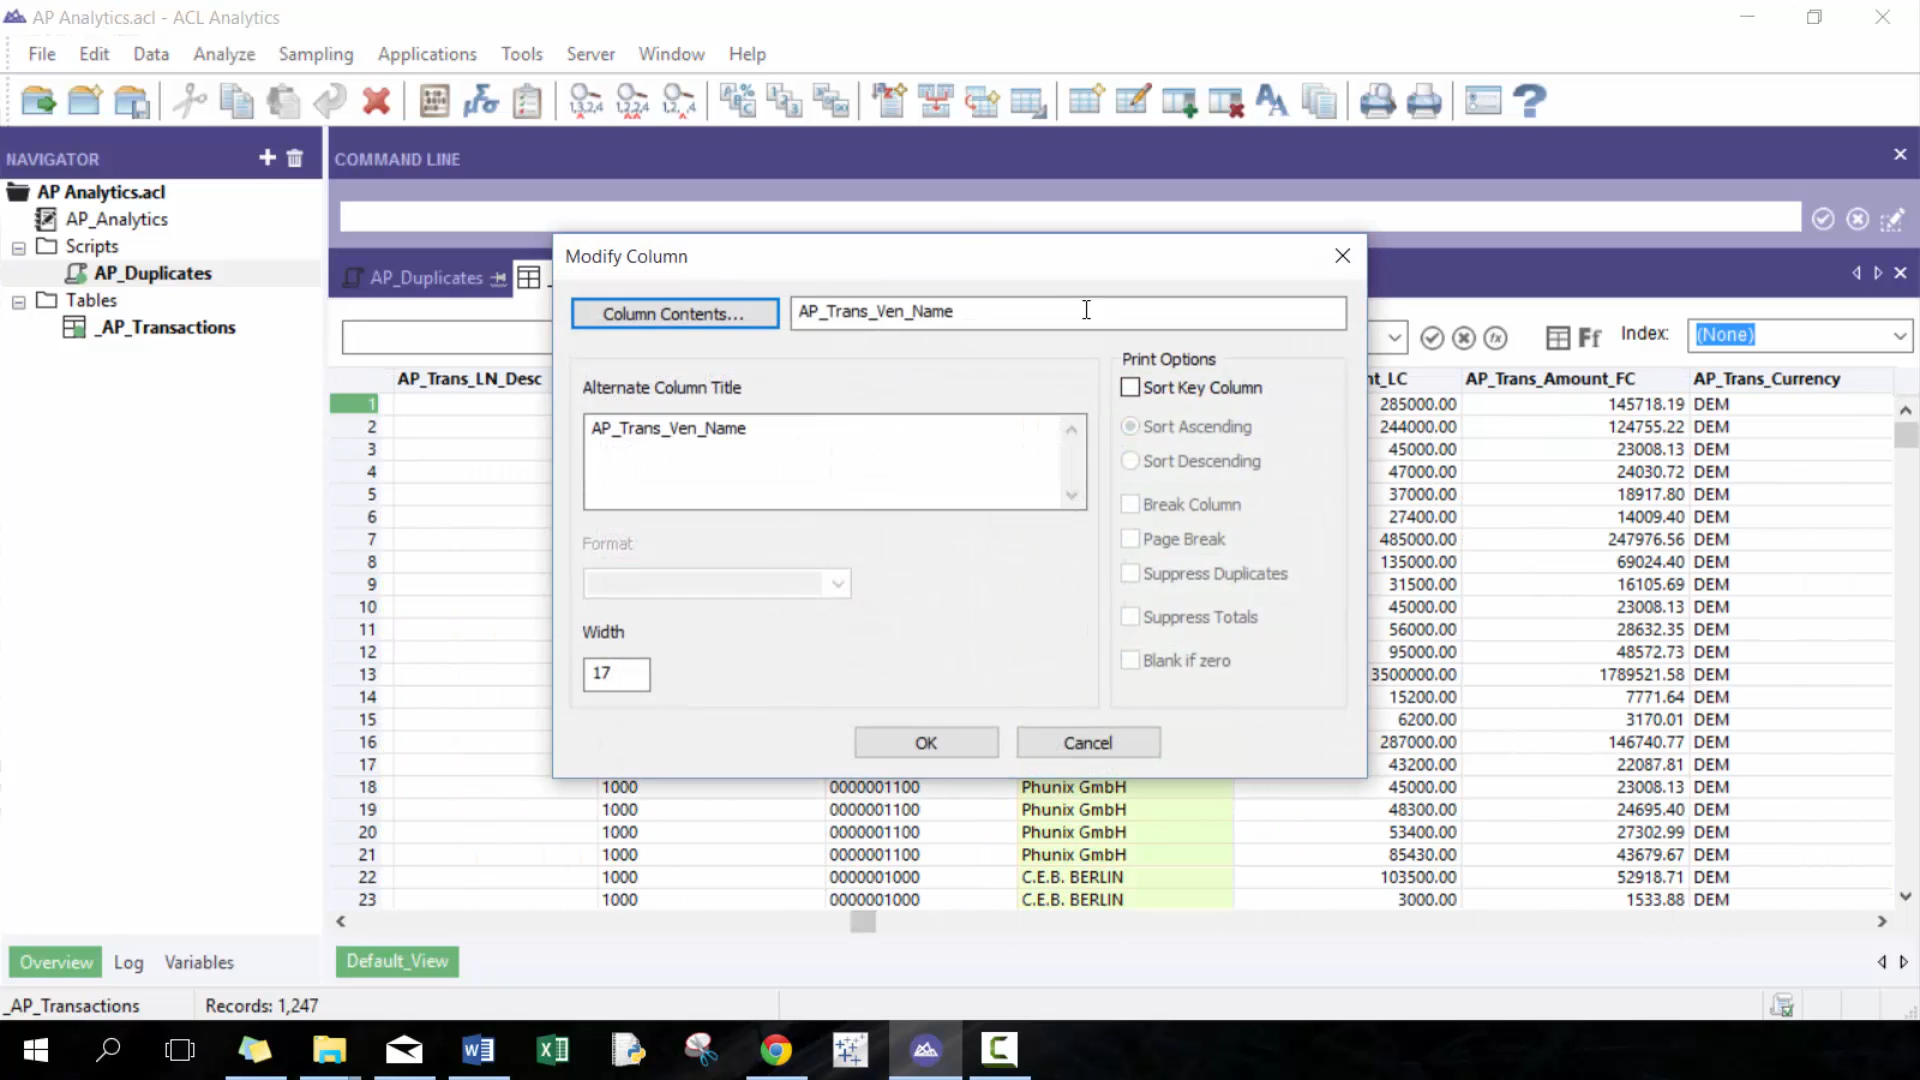 AP Analytics.acl - ACL Analytics
File Edit Data Analyze Sampling Applications Tools Server Window Help
NAVIGATOR
COMMAND LINE
AP Analytics.acl
AP_Analytics
Scripts
AP_Duplicates
Tables
_AP_Transactions
AP_Duplicates
Index: (None)
Modify Column
Column Contents... AP_Trans_Ven_Name
Alternate Column Title
AP_Trans_Ven_Name
Format
Width
17
Print Options
Sort Key Column
Sort Ascending
Sort Descending
Break Column
Page Break
Suppress Duplicates
Suppress Totals
Blank if zero
OK Cancel
AP_Trans_LN_Desc nt_LC AP_Trans_Amount_FC AP_Trans_Currency
1 285000.00 145718.19 DEM
2 244000.00 124755.22 DEM
3 45000.00 23008.13 DEM
4 47000.00 24030.72 DEM
5 37000.00 18917.80 DEM
6 27400.00 14009.40 DEM
7 485000.00 247976.56 DEM
8 135000.00 69024.40 DEM
9 31500.00 16105.69 DEM
10 45000.00 23008.13 DEM
11 56000.00 28632.35 DEM
12 95000.00 48572.73 DEM
13 3500000.00 1789521.58 DEM
14 15200.00 7771.64 DEM
15 6200.00 3170.01 DEM
16 287000.00 146740.77 DEM
17 43200.00 22087.81 DEM
18 1000 0000001100 Phunix GmbH 45000.00 23008.13 DEM
19 1000 0000001100 Phunix GmbH 48300.00 24695.40 DEM
20 1000 0000001100 Phunix GmbH 53400.00 27302.99 DEM
21 1000 0000001100 Phunix GmbH 85430.00 43679.67 DEM
22 1000 0000001000 C.E.B. BERLIN 103500.00 52918.71 DEM
23 1000 0000001000 C.E.B. BERLIN 3000.00 1533.88 DEM
Overview Log Variables
Default_View
_AP_Transactions Records: 1,247